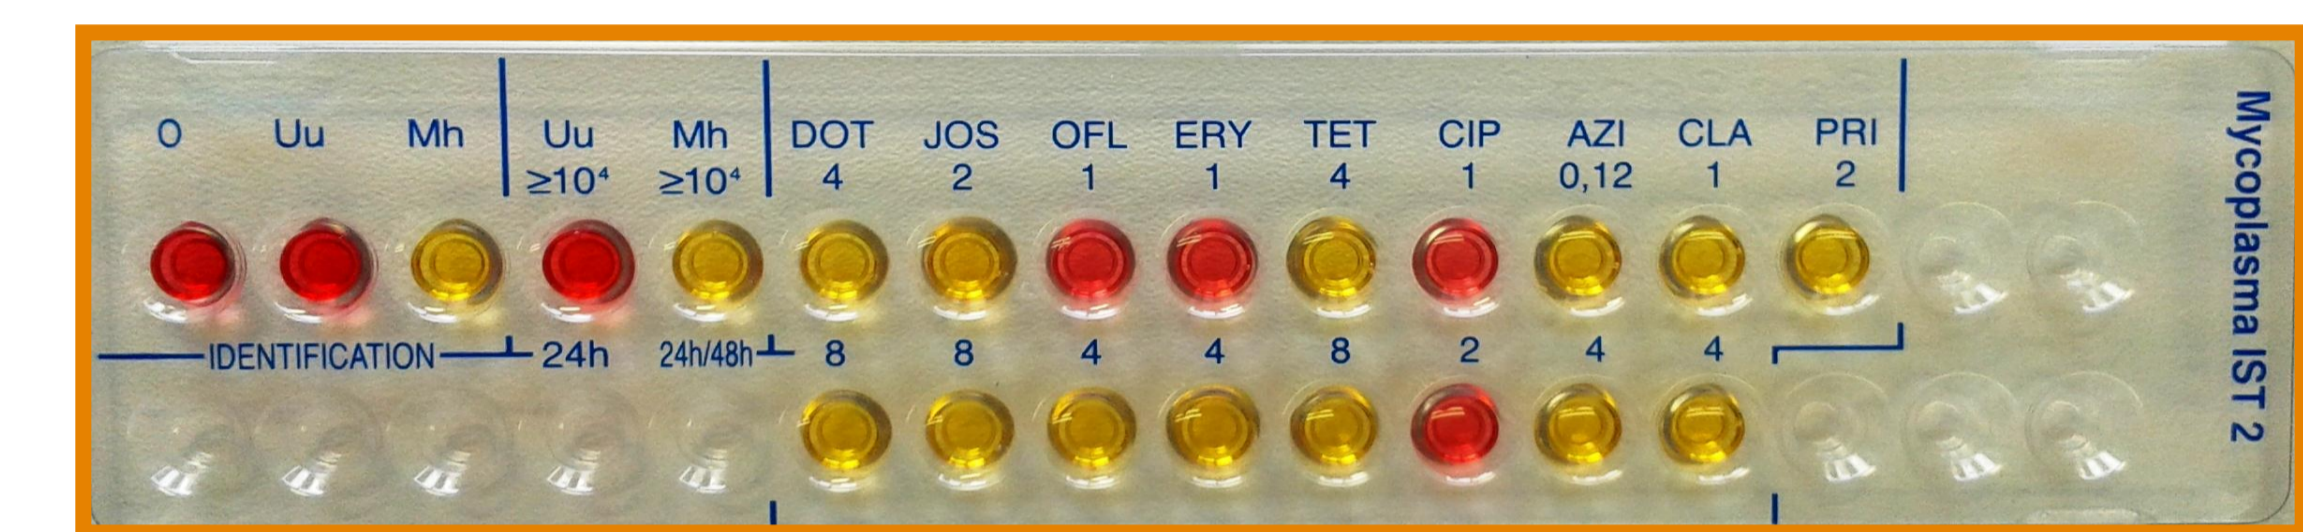 O Uu Mh Uu Mh DOT JOS OFL ERY TET CIP AZI CLA PRI
≥10⁴ ≥10⁴ 4 2 1 1 4 1 0,12 1 2
IDENTIFICATION 24h 24h/48h 8 8 4 4 8 2 4 4
Mycoplasma IST 2